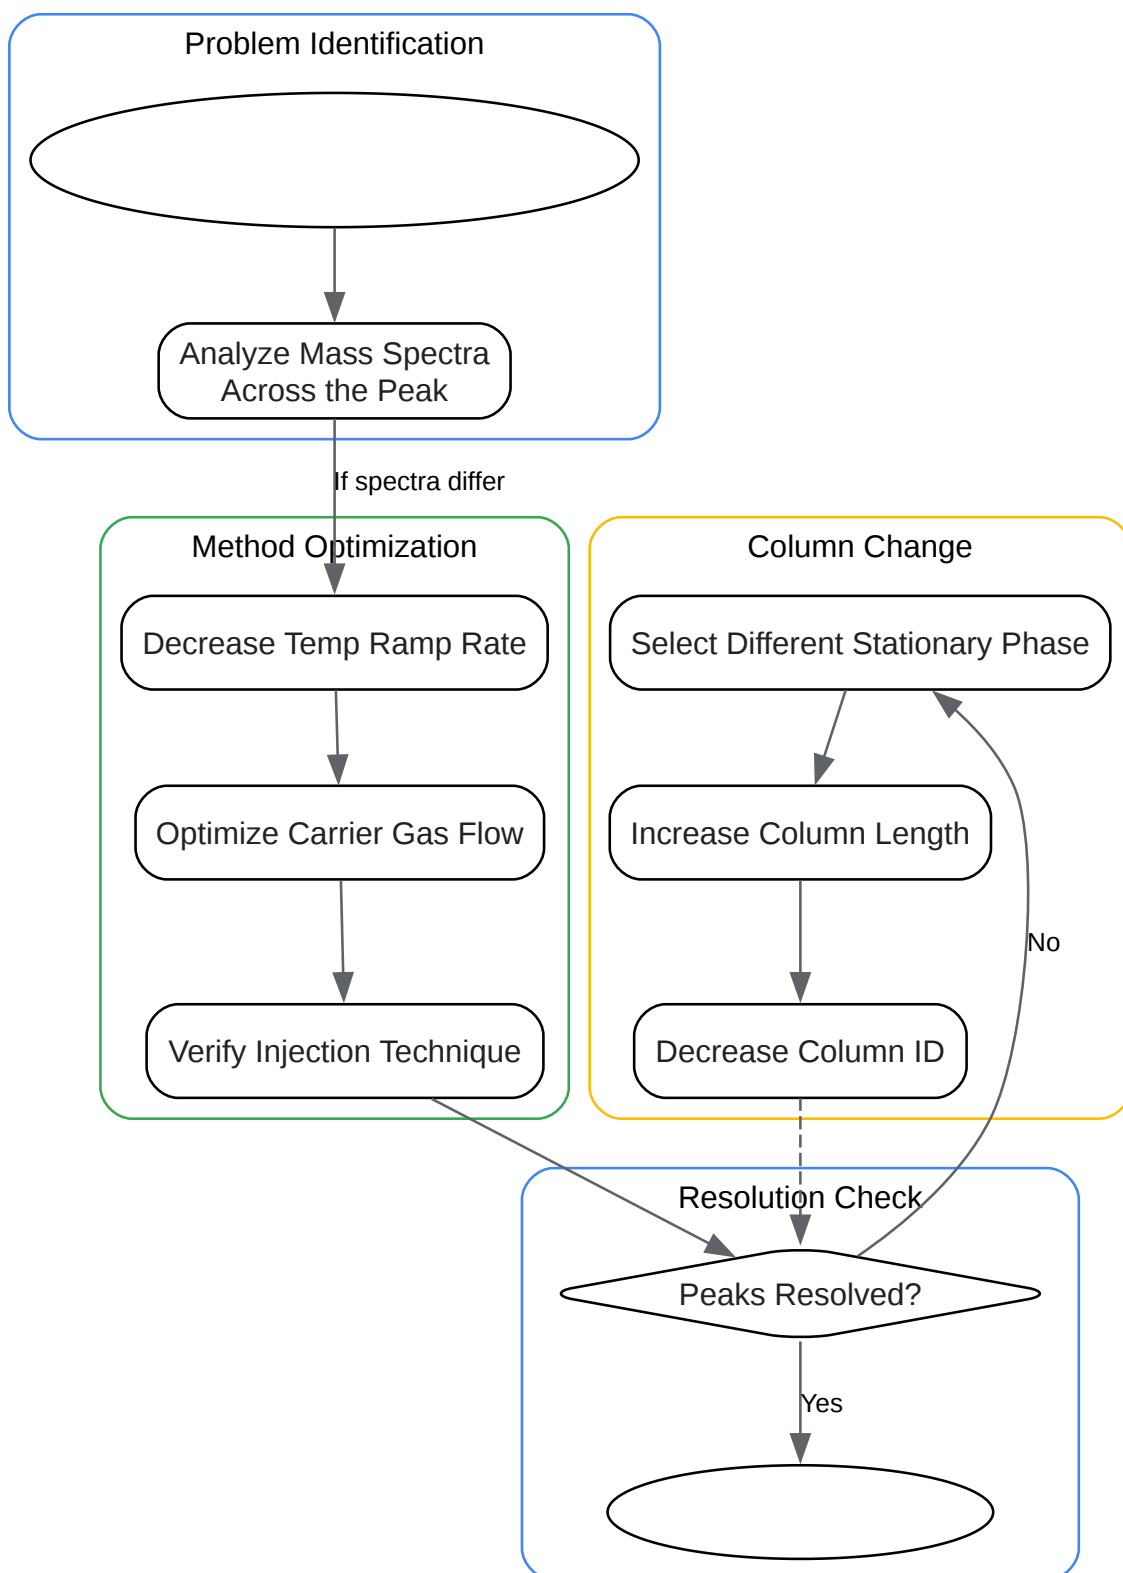 Problem Identification
Analyze Mass Spectra
Across the Peak
If spectra differ
Method Optimization
Decrease Temp Ramp Rate
Optimize Carrier Gas Flow
Verify Injection Technique
Column Change
Select Different Stationary Phase
Increase Column Length
Decrease Column ID
No
Resolution Check
Peaks Resolved?
Yes